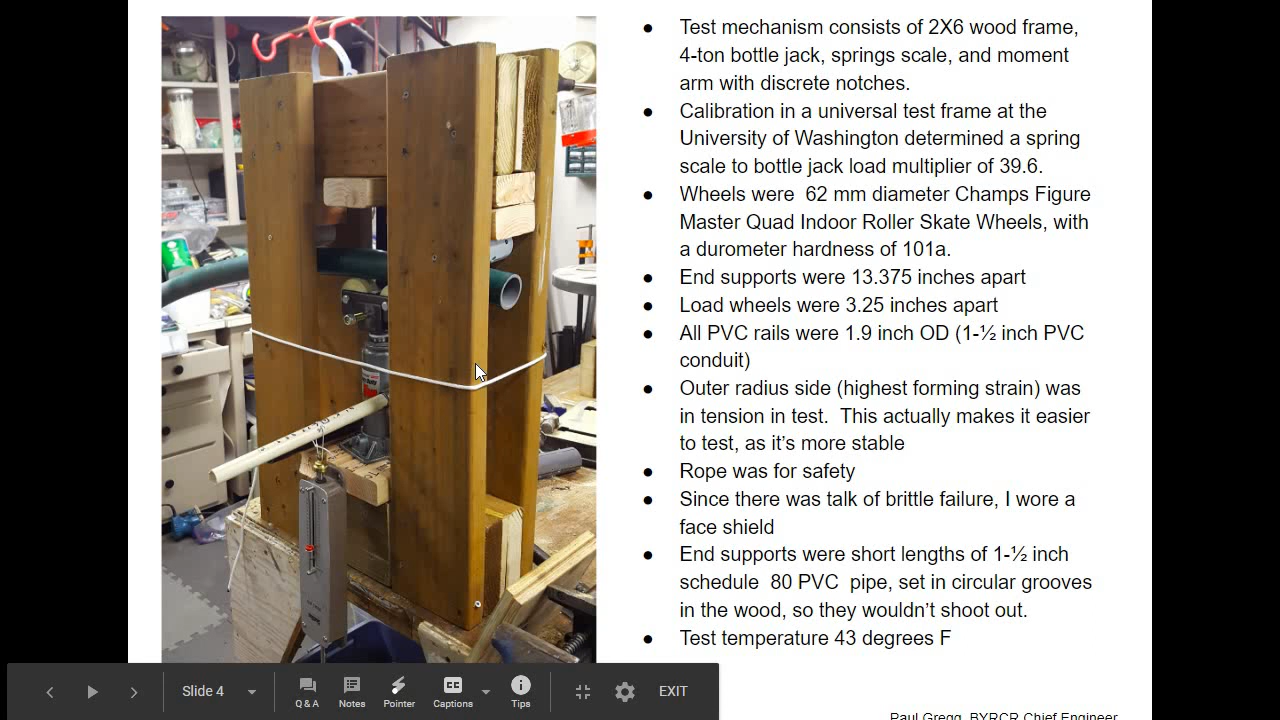 ● Test mechanism consists of 2X6 wood frame,
4-ton bottle jack, springs scale, and moment
arm with discrete notches.
● Calibration in a universal test frame at the
University of Washington determined a spring
scale to bottle jack load multiplier of 39.6.
● Wheels were 62 mm diameter Champs Figure
Master Quad Indoor Roller Skate Wheels, with
a durometer hardness of 101a.
● End supports were 13.375 inches apart
● Load wheels were 3.25 inches apart
● All PVC rails were 1.9 inch OD (1-½ inch PVC
conduit)
● Outer radius side (highest forming strain) was
in tension in test. This actually makes it easier
to test, as it’s more stable
● Rope was for safety
● Since there was talk of brittle failure, I wore a
face shield
● End supports were short lengths of 1-½ inch
schedule 80 PVC pipe, set in circular grooves
in the wood, so they wouldn’t shoot out.
● Test temperature 43 degrees F
Slide 4
Q & A
Notes
Pointer
Captions
Tips
EXIT
Paul Gregg, BYRCR Chief Engineer